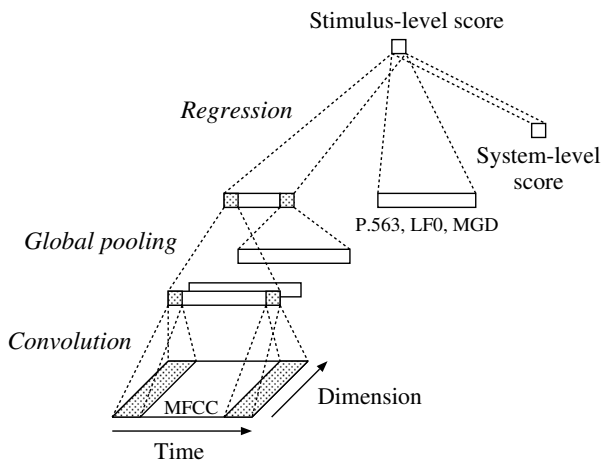 Stimulus-level score
Regression
System-level
score
P.563, LF0, MGD
Global pooling
Convolution
MFCC
Dimension
Time